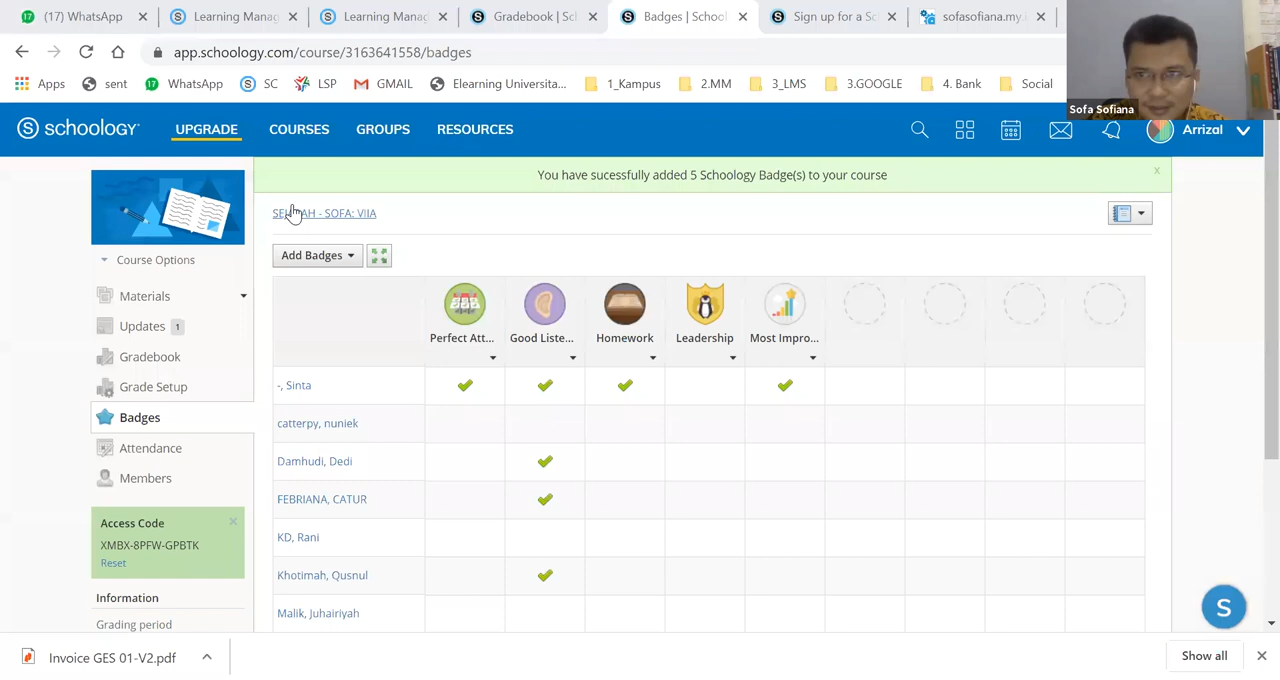 (17) WhatsApp
Learning Mana
Learning Mana
Gradebook | Sc
Badges | School
Sign up for a Sc
sofasofiana.my.
app.schoology.com/course/3163641558/badges
Apps
sent
WhatsApp
SC
LSP
GMAIL
Elearning Universita...
1_Kampus
2.MM
3_LMS
3.GOOGLE
4. Bank
Social
Sofa Sofiana
S schoology
UPGRADE
COURSES
GROUPS
RESOURCES
Arrizal
You have sucessfully added 5 Schoology Badge(s) to your course
x
- SOFA: VIIA
Add Badges
Course Options
Materials
Updates 1
Gradebook
Grade Setup
Badges
Attendance
Members
Access Code
XMBX-8PFW-GPBTK
Reset
Information
Grading period
Perfect Att...
Good Liste...
Homework
Leadership
Most Impro...
-, Sinta
catterpy, nuniek
Damhudi, Dedi
FEBRIANA, CATUR
KD, Rani
Khotimah, Qusnul
Malik, Juhairiyah
S
Invoice GES 01-V2.pdf
Show all